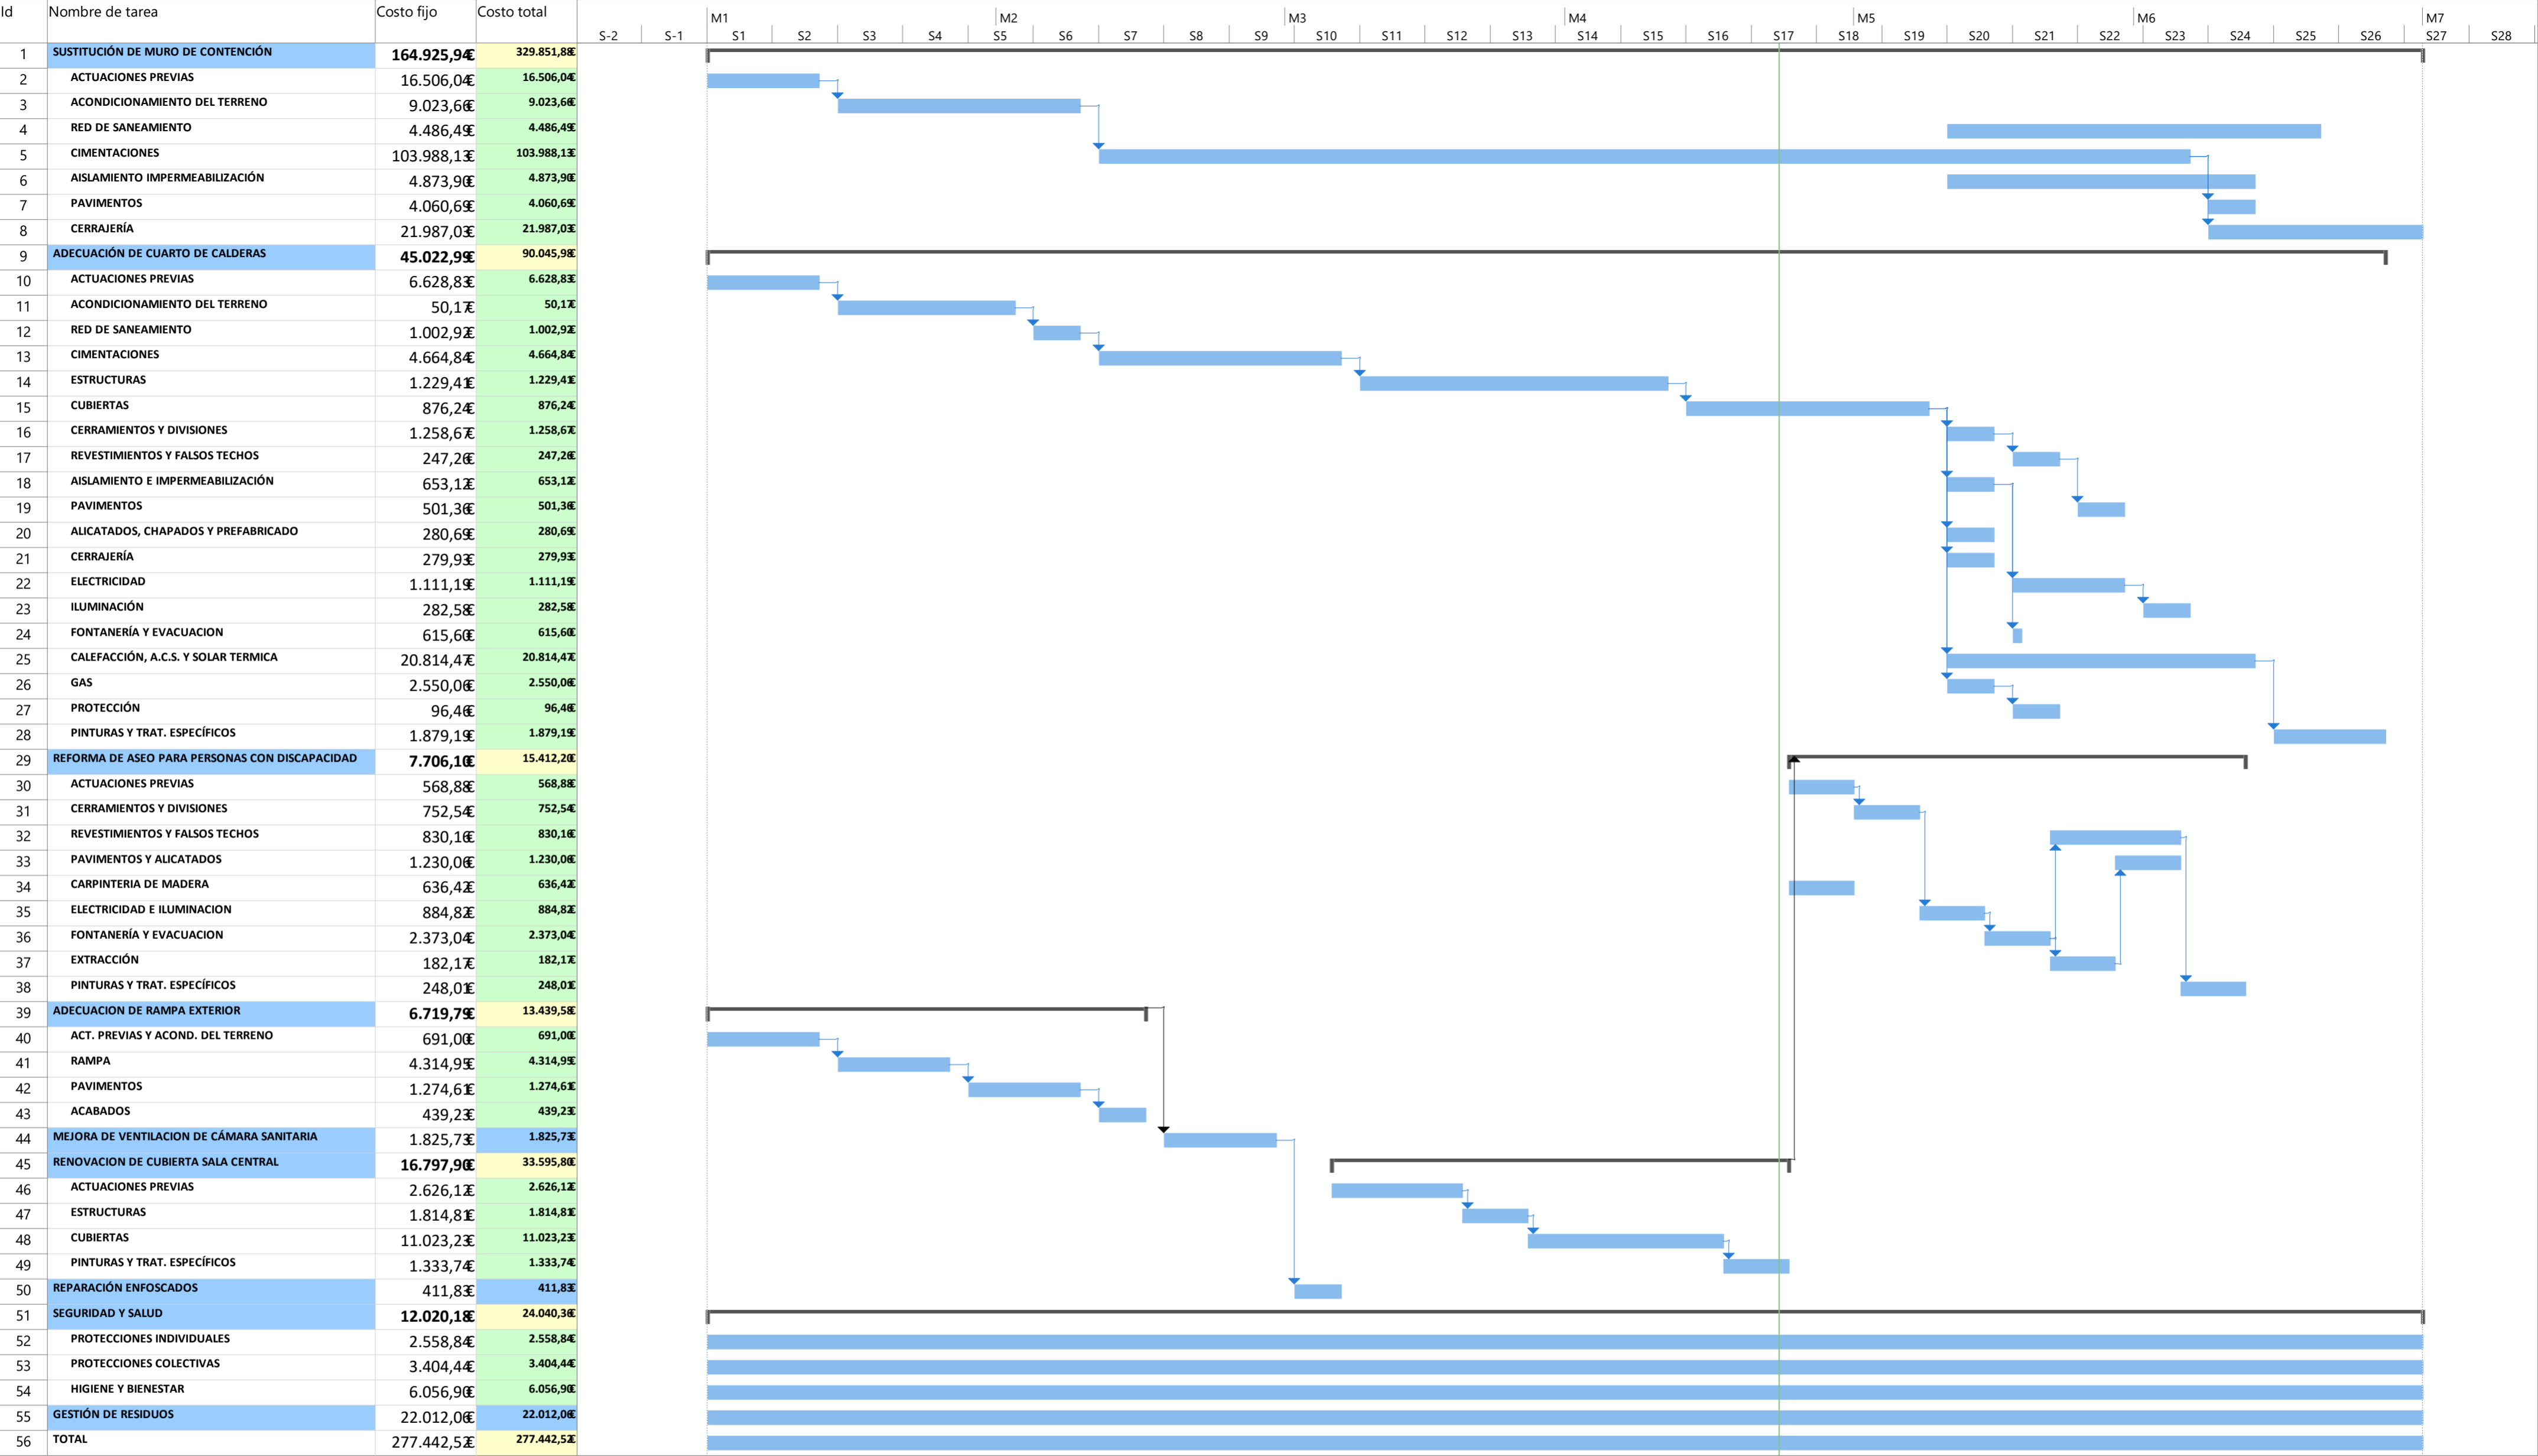 Id Nombre de tarea Costo fijo Costo total M1 M2 M3 M4 M5 M6 M7
S-2 S-1 S1 S2 S3 S4 S5 S6 S7 S8 S9 S10 S11 S12 S13 S14 S15 S16 S17 S18 S19 S20 S21 S22 S23 S24 S25 S26 S27 S28
1 SUSTITUCIÓN DE MURO DE CONTENCIÓN 164.925,94€ 329.851,88€
2 ACTUACIONES PREVIAS 16.506,04€ 16.506,04€
3 ACONDICIONAMIENTO DEL TERRENO 9.023,66€ 9.023,66€
4 RED DE SANEAMIENTO 4.486,49€ 4.486,49€
5 CIMENTACIONES 103.988,13€ 103.988,13€
6 AISLAMIENTO IMPERMEABILIZACIÓN 4.873,90€ 4.873,90€
7 PAVIMENTOS 4.060,69€ 4.060,69€
8 CERRAJERÍA 21.987,03€ 21.987,03€
9 ADECUACIÓN DE CUARTO DE CALDERAS 45.022,99€ 90.045,98€
10 ACTUACIONES PREVIAS 6.628,83€ 6.628,83€
11 ACONDICIONAMIENTO DEL TERRENO 50,17€ 50,17€
12 RED DE SANEAMIENTO 1.002,92€ 1.002,92€
13 CIMENTACIONES 4.664,84€ 4.664,84€
14 ESTRUCTURAS 1.229,41€ 1.229,41€
15 CUBIERTAS 876,24€ 876,24€
16 CERRAMIENTOS Y DIVISIONES 1.258,67€ 1.258,67€
17 REVESTIMIENTOS Y FALSOS TECHOS 247,26€ 247,26€
18 AISLAMIENTO E IMPERMEABILIZACIÓN 653,12€ 653,12€
19 PAVIMENTOS 501,36€ 501,36€
20 ALICATADOS, CHAPADOS Y PREFABRICADO 280,69€ 280,69€
21 CERRAJERÍA 279,93€ 279,93€
22 ELECTRICIDAD 1.111,19€ 1.111,19€
23 ILUMINACIÓN 282,58€ 282,58€
24 FONTANERÍA Y EVACUACION 615,60€ 615,60€
25 CALEFACCIÓN, A.C.S. Y SOLAR TERMICA 20.814,47€ 20.814,47€
26 GAS 2.550,06€ 2.550,06€
27 PROTECCIÓN 96,46€ 96,46€
28 PINTURAS Y TRAT. ESPECÍFICOS 1.879,19€ 1.879,19€
29 REFORMA DE ASEO PARA PERSONAS CON DISCAPACIDAD 7.706,10€ 15.412,20€
30 ACTUACIONES PREVIAS 568,88€ 568,88€
31 CERRAMIENTOS Y DIVISIONES 752,54€ 752,54€
32 REVESTIMIENTOS Y FALSOS TECHOS 830,16€ 830,16€
33 PAVIMENTOS Y ALICATADOS 1.230,06€ 1.230,06€
34 CARPINTERIA DE MADERA 636,42€ 636,42€
35 ELECTRICIDAD E ILUMINACION 884,82€ 884,82€
36 FONTANERÍA Y EVACUACION 2.373,04€ 2.373,04€
37 EXTRACCIÓN 182,17€ 182,17€
38 PINTURAS Y TRAT. ESPECÍFICOS 248,01€ 248,01€
39 ADECUACION DE RAMPA EXTERIOR 6.719,79€ 13.439,58€
40 ACT. PREVIAS Y ACOND. DEL TERRENO 691,00€ 691,00€
41 RAMPA 4.314,95€ 4.314,95€
42 PAVIMENTOS 1.274,61€ 1.274,61€
43 ACABADOS 439,23€ 439,23€
44 MEJORA DE VENTILACION DE CÁMARA SANITARIA 1.825,73€ 1.825,73€
45 RENOVACION DE CUBIERTA SALA CENTRAL 16.797,90€ 33.595,80€
46 ACTUACIONES PREVIAS 2.626,12€ 2.626,12€
47 ESTRUCTURAS 1.814,81€ 1.814,81€
48 CUBIERTAS 11.023,23€ 11.023,23€
49 PINTURAS Y TRAT. ESPECÍFICOS 1.333,74€ 1.333,74€
50 REPARACIÓN ENFOSCADOS 411,83€ 411,83€
51 SEGURIDAD Y SALUD 12.020,18€ 24.040,36€
52 PROTECCIONES INDIVIDUALES 2.558,84€ 2.558,84€
53 PROTECCIONES COLECTIVAS 3.404,44€ 3.404,44€
54 HIGIENE Y BIENESTAR 6.056,90€ 6.056,90€
55 GESTIÓN DE RESIDUOS 22.012,06€ 22.012,06€
56 TOTAL 277.442,52€ 277.442,52€